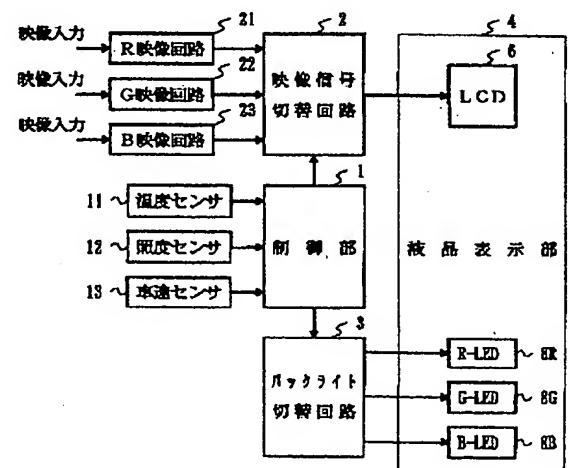 映像入力
R映像回路
21
映像入力
G映像回路
22
映像入力
B映像回路
23
2
映像信号
切替回路
4
6
LCD
1
制御部
11
温度センサ
12
照度センサ
13
車速センサ
液晶表示部
3
バックライト
切替回路
R-LED
8R
G-LED
8G
B-LED
8B